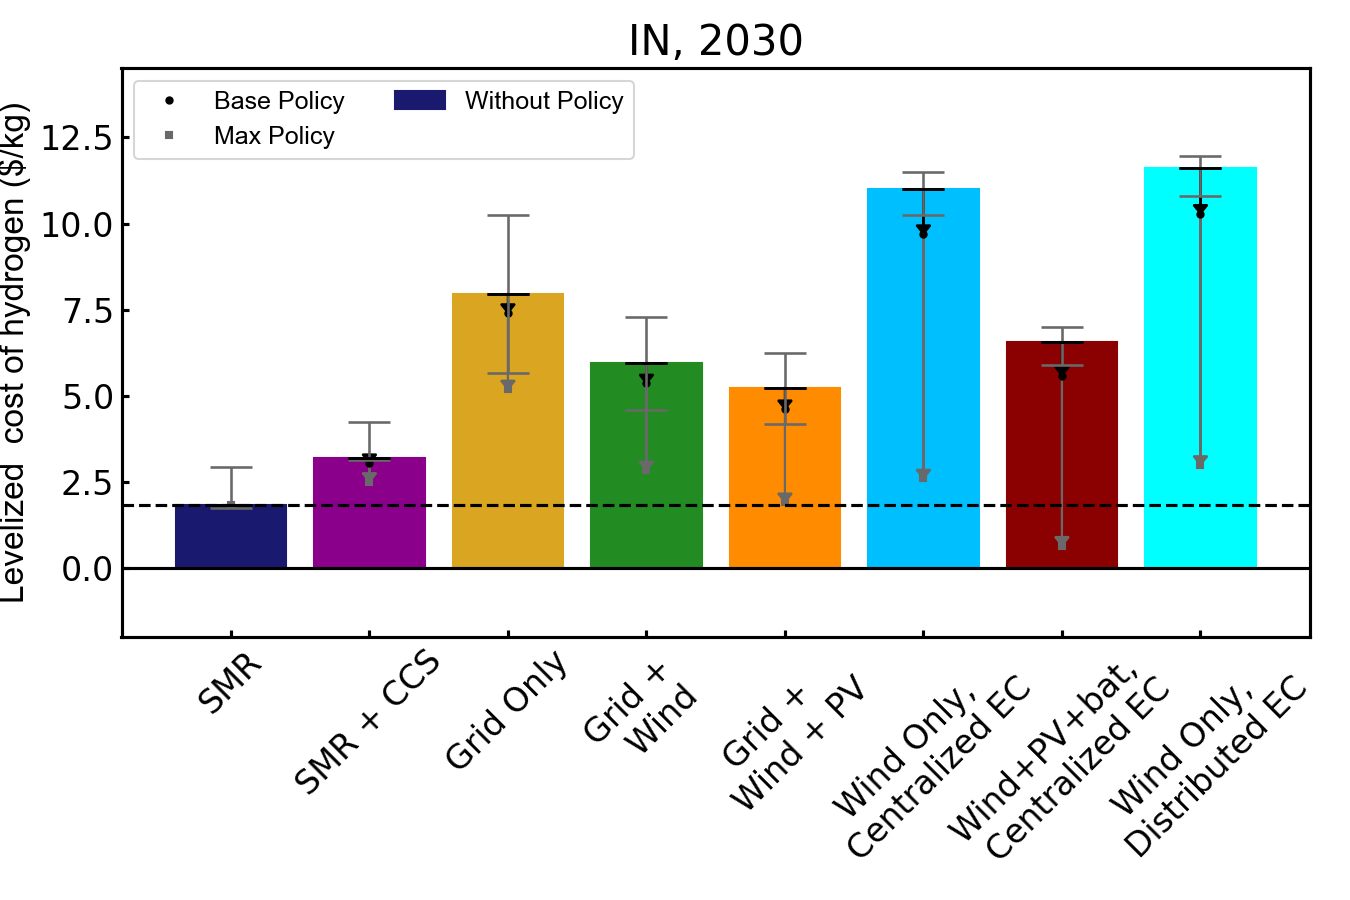 IN, 2030
Base Policy
Max Policy
Without Policy
Levelized cost of hydrogen ($/kg)
12.5
10.0
7.5
5.0
2.5
0.0
SMR
SMR + CCS
Grid Only
Grid +
Wind
Grid +
Wind + PV
Wind Only,
Centralized EC
Wind+PV+bat,
Centralized EC
Wind Only,
Distributed EC